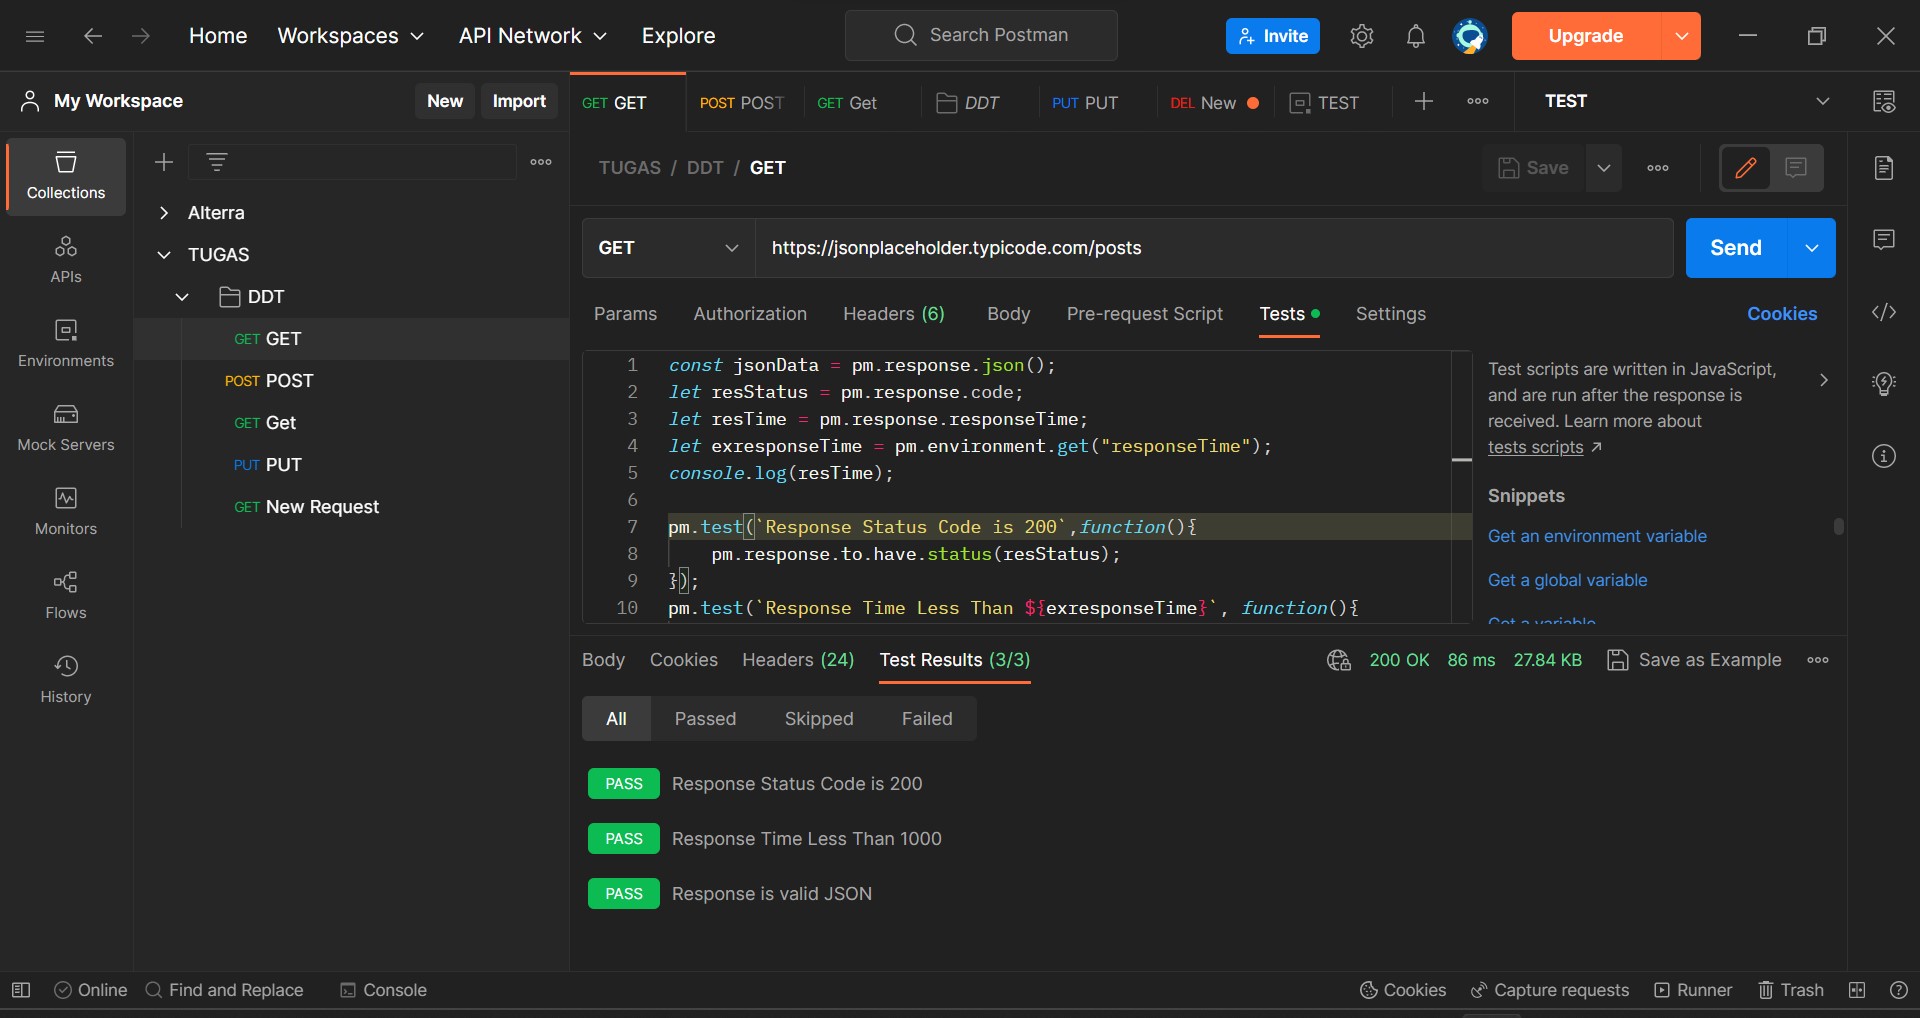 Home Workspaces API Network Explore Search Postman Invite Upgrade
My Workspace New Import
GET GET POST POST GET Get DDT PUT PUT DEL New TEST TEST
Collections
APIs
Environments
Mock Servers
Monitors
Flows
History
Alterra
TUGAS
DDT
GET GET
POST POST
GET Get
PUT PUT
GET New Request
TUGAS / DDT / GET Save
GET https://jsonplaceholder.typicode.com/posts Send
Params Authorization Headers (6) Body Pre-request Script Tests Settings Cookies
1 const jsonData = pm.response.json();
2 let resStatus = pm.response.code;
3 let resTime = pm.response.responseTime;
4 let exresponseTime = pm.environment.get("responseTime");
5 console.log(resTime);
6
7 pm.test(`Response Status Code is 200`,function(){
8 pm.response.to.have.status(resStatus);
9 });
10 pm.test(`Response Time Less Than ${exresponseTime}`, function(){
Test scripts are written in JavaScript,
and are run after the response is
received. Learn more about
tests scripts ↗
Snippets
Get an environment variable
Get a global variable
Get a variable
Body Cookies Headers (24) Test Results (3/3) 200 OK 86 ms 27.84 KB Save as Example
All Passed Skipped Failed
PASS Response Status Code is 200
PASS Response Time Less Than 1000
PASS Response is valid JSON
Online Find and Replace Console Cookies Capture requests Runner Trash